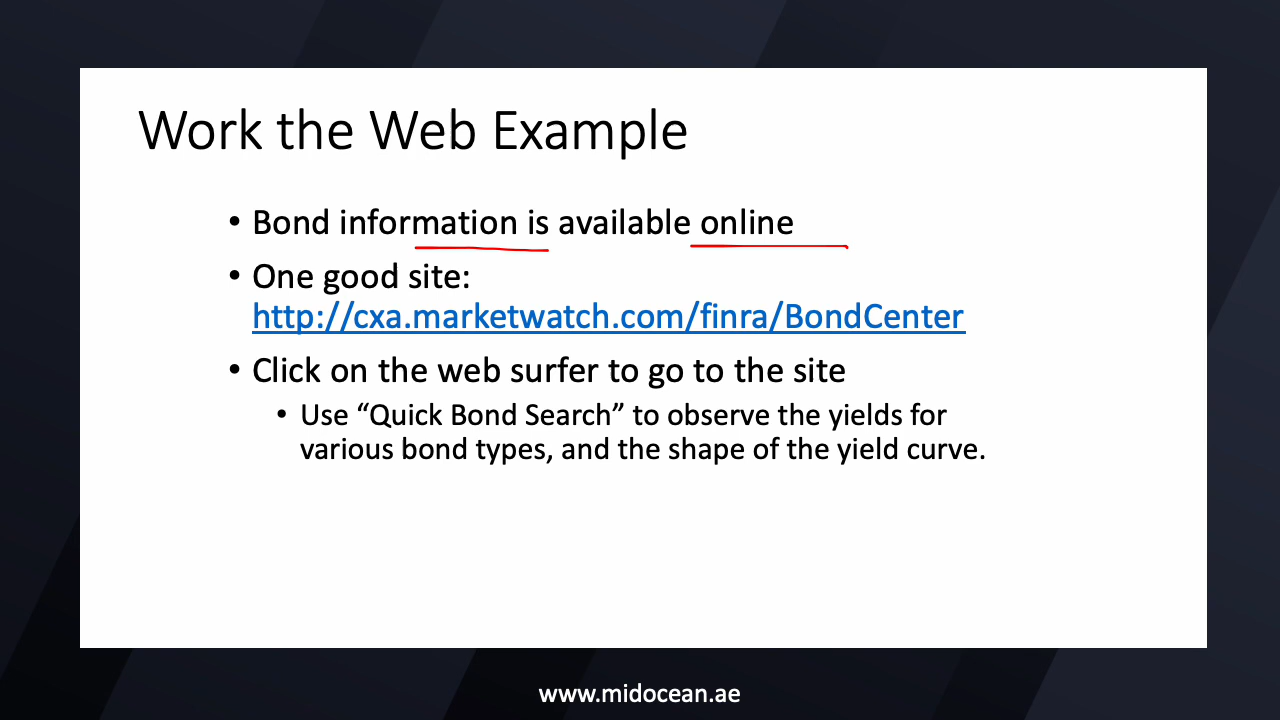 Work the Web Example
• Bond information is available online
• One good site:
http://cxa.marketwatch.com/finra/BondCenter
• Click on the web surfer to go to the site
• Use “Quick Bond Search” to observe the yields for
various bond types, and the shape of the yield curve.
www.midocean.ae